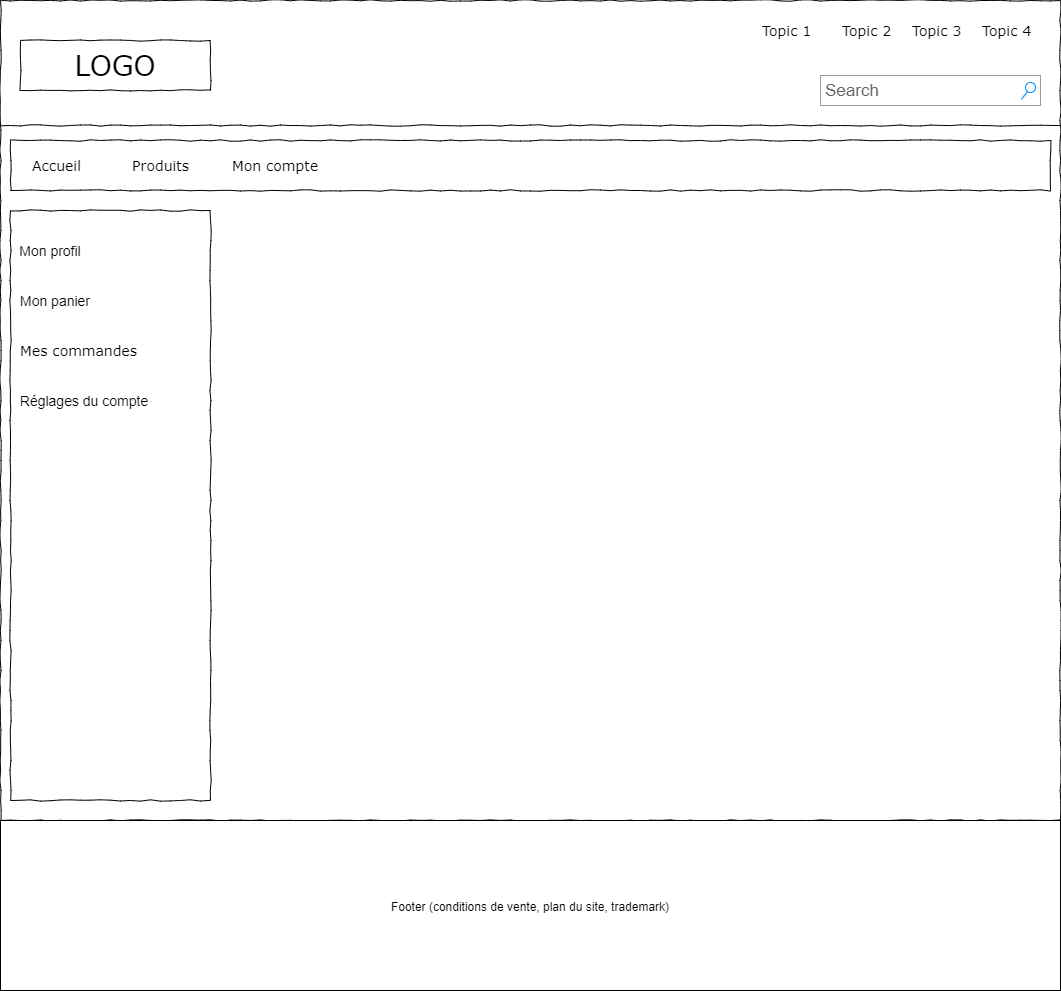 Topic 1 Topic 2 Topic 3 Topic 4
LOGO
Search
Accueil Produits Mon compte
Mon profil
Mon panier
Mes commandes
Réglages du compte
Footer (conditions de vente, plan du site, trademark)